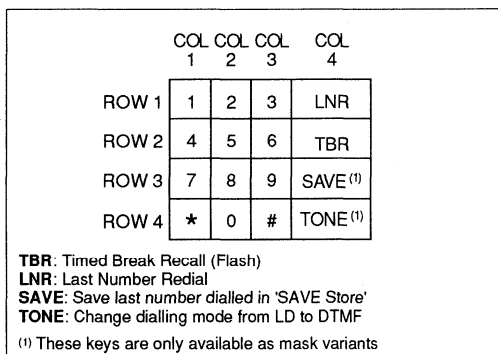 COL COL COL COL
1 2 3 4
ROW 1 1 2 3 LNR
ROW 2 4 5 6 TBR
ROW 3 7 8 9 SAVE (1)
ROW 4 * 0 # TONE (1)
TBR: Timed Break Recall (Flash)
LNR: Last Number Redial
SAVE: Save last number dialled in 'SAVE Store'
TONE: Change dialling mode from LD to DTMF
(1) These keys are only available as mask variants